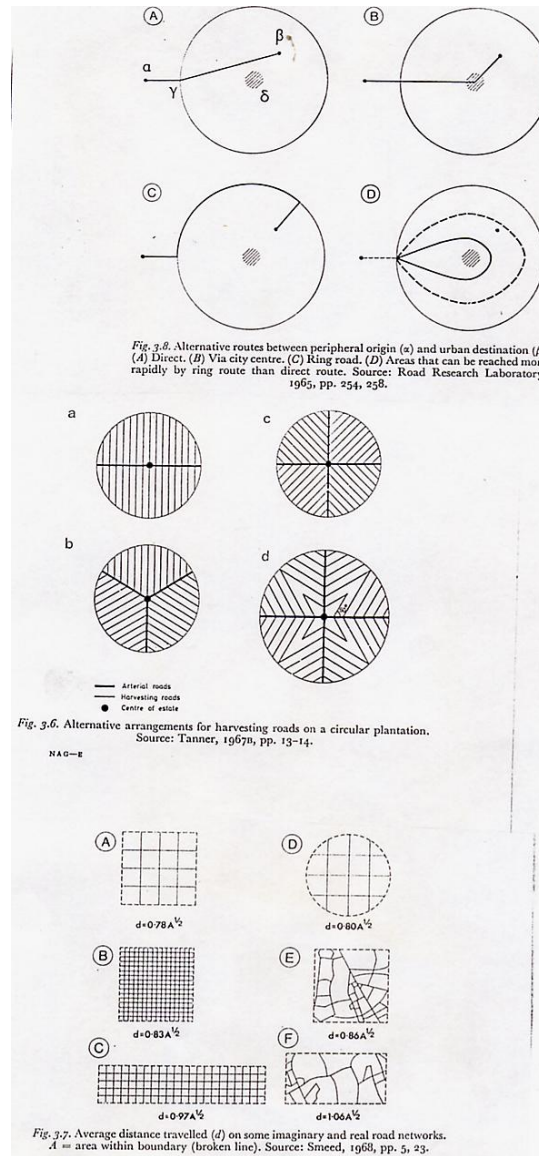 A
B
β
α
γ
δ
C
D
Fig. 3.8. Alternative routes between peripheral origin (α) and urban destination (β
(A) Direct. (B) Via city centre. (C) Ring road. (D) Areas that can be reached mor
rapidly by ring route than direct route. Source: Road Research Laboratory
1965, pp. 254, 258.
a
c
b
d
Arterial roads
Harvesting roads
Centre of estate
Fig. 3.6. Alternative arrangements for harvesting roads on a circular plantation.
Source: Tanner, 1967B, pp. 13–14.
NAG—E
A
D
d=0·78A½
d=0·80A½
B
E
d=0·83A½
d=0·86A½
C
F
d=0·97A½
d=1·06A½
Fig. 3.7. Average distance travelled (d) on some imaginary and real road networks.
A = area within boundary (broken line). Source: Smeed, 1968, pp. 5, 23.